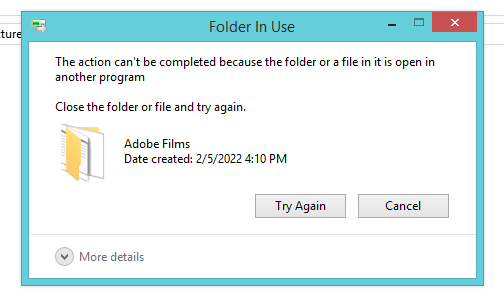 Folder In Use
cture
The action can't be completed because the folder or a file in it is open in
another program
Close the folder or file and try again.
Adobe Films
Date created: 2/5/2022 4:10 PM
Try Again
Cancel
More details